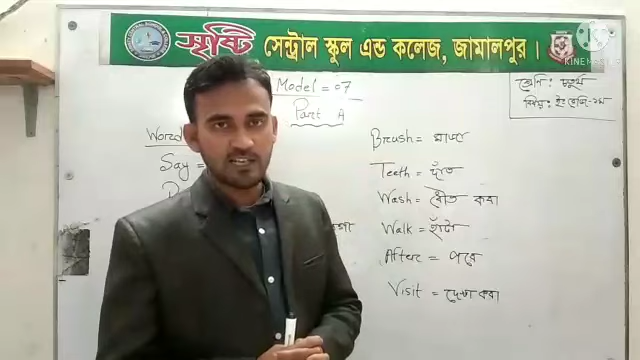 সৃষ্টি সেন্ট্রাল স্কুল এন্ড কলেজ, জামালপুর।
KINEMASTER
Model = 07
Part A
শ্রেণি: চতুর্থ
বিষয়: ইংরেজি-১ম
Word
Say =
Brush = মাজা
Teeth = দাঁত
Wash = ধৌত করা
Walk = হাঁটা
After = পরে
Visit = দেখা করা